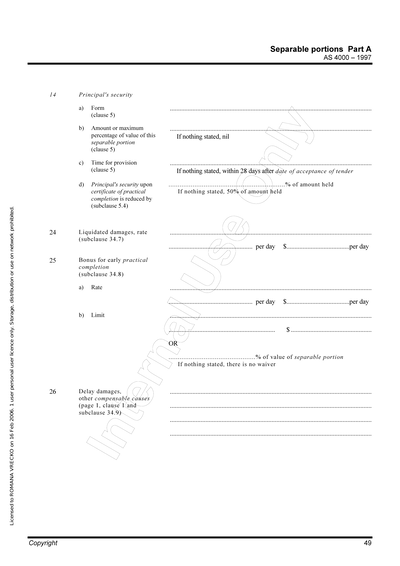 Separable portions Part A
AS 4000 – 1997
14 Principal's security
a) Form
(clause 5)
b) Amount or maximum
percentage of value of this
separable portion
(clause 5)
If nothing stated, nil
c) Time for provision
(clause 5)
If nothing stated, within 28 days after date of acceptance of tender
d) Principal's security upon
certificate of practical
completion is reduced by
(subclause 5.4)
% of amount held
If nothing stated, 50% of amount held
24 Liquidated damages, rate
(subclause 34.7)
per day $ per day
25 Bonus for early practical
completion
(subclause 34.8)
a) Rate
per day $ per day
b) Limit
$
OR
% of value of separable portion
If nothing stated, there is no waiver
26 Delay damages,
other compensable causes
(page 1, clause 1 and
subclause 34.9)
Internal Use Only
Licensed to ROMANA VRECKO on 16 Feb 2006. 1 user personal user licence only. Storage, distribution or use on network prohibited.
Copyright 49